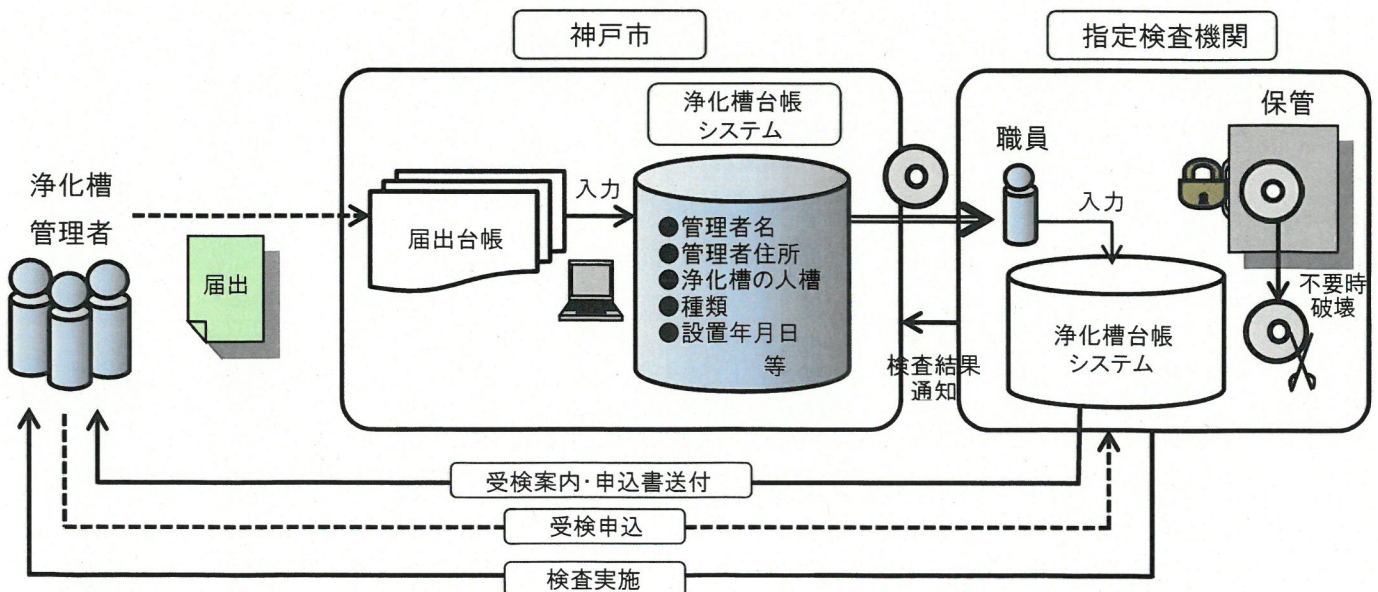 神戸市
指定検査機関
浄化槽台帳
システム
保管
職員
浄化槽
管理者
入力
入力
届出台帳
届出
●管理者名
●管理者住所
●浄化槽の人槽
●種類
●設置年月日
等
不要時
破壊
浄化槽台帳
システム
検査結果
通知
受検案内・申込書送付
受検申込
検査実施